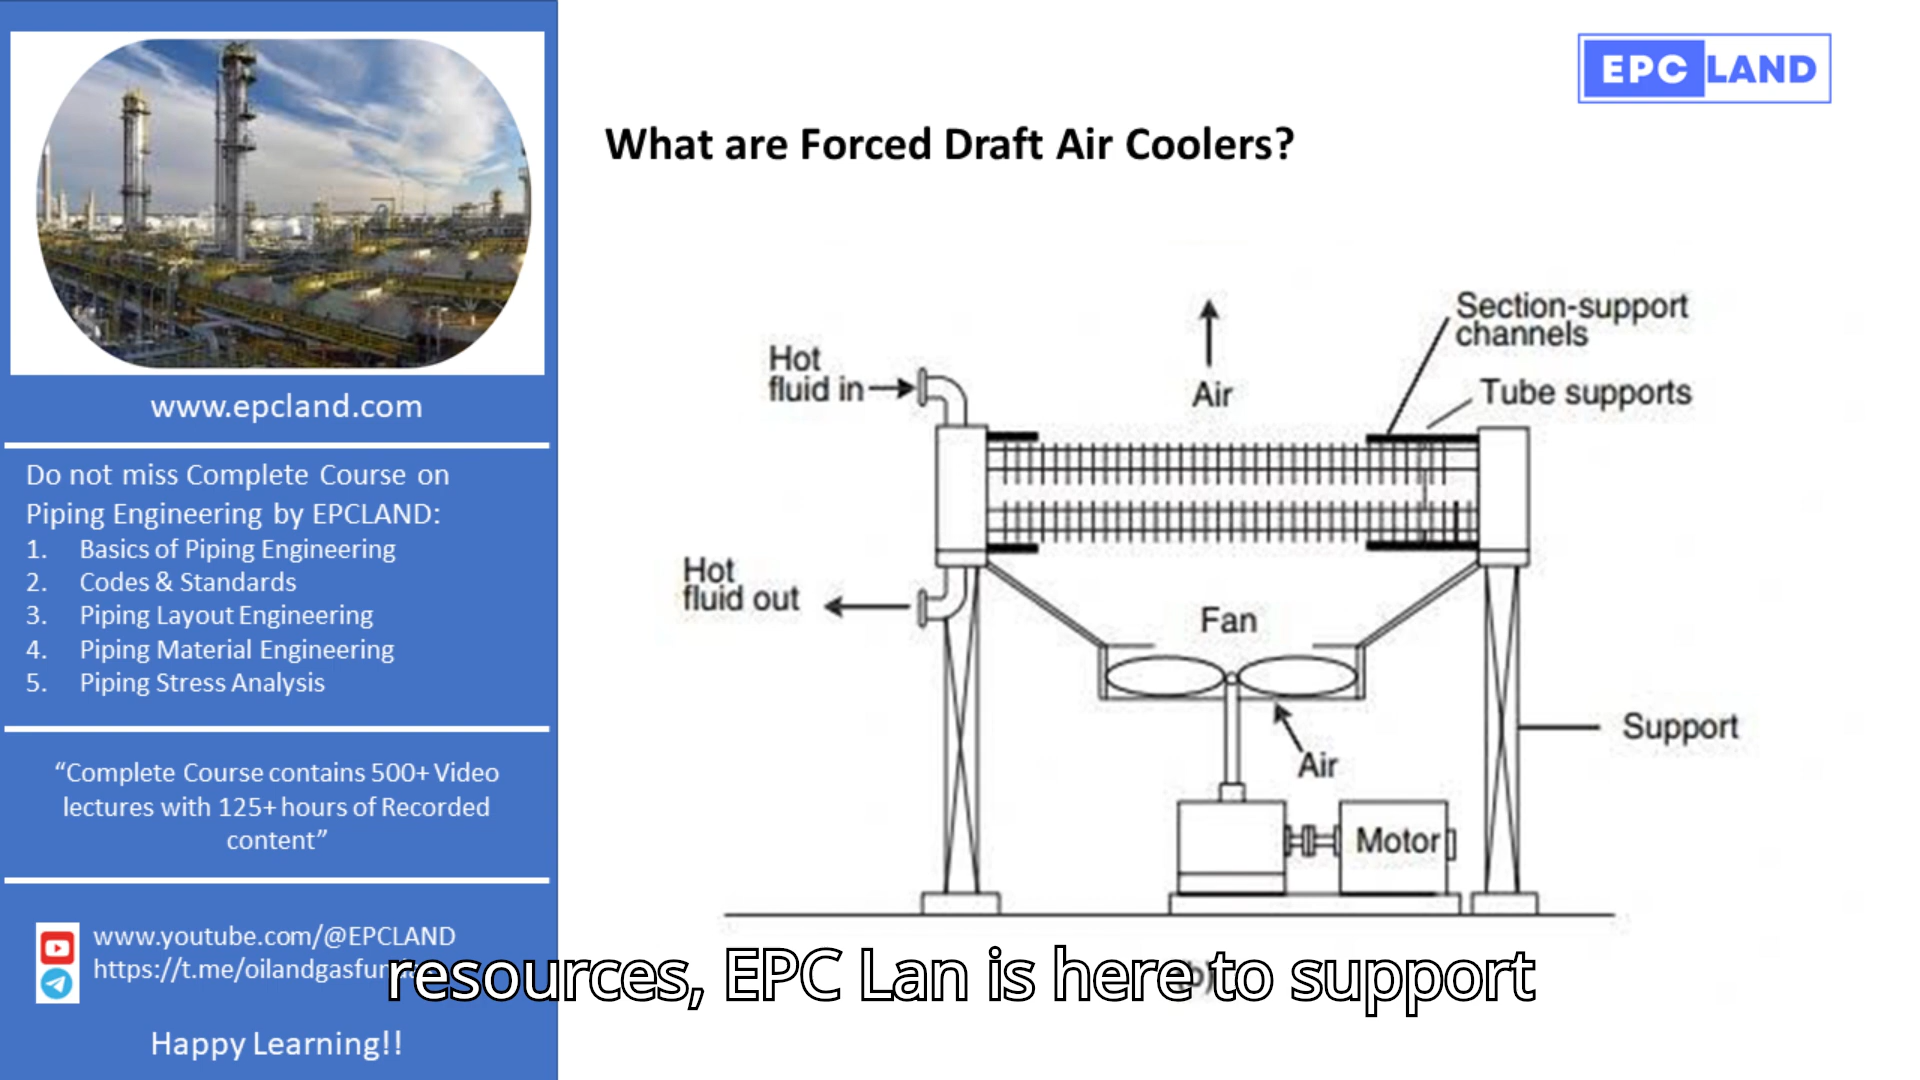 www.epcland.com
Do not miss Complete Course on
Piping Engineering by EPCLAND:
1. Basics of Piping Engineering
2. Codes & Standards
3. Piping Layout Engineering
4. Piping Material Engineering
5. Piping Stress Analysis
“Complete Course contains 500+ Video
lectures with 125+ hours of Recorded
content”
www.youtube.com/@EPCLAND
Happy Learning!!
EPC LAND
What are Forced Draft Air Coolers?
Section-support
channels
Hot
fluid in
Air
Tube supports
Hot
fluid out
Fan
Support
Air
Motor
resources, EPC Lan is here to support